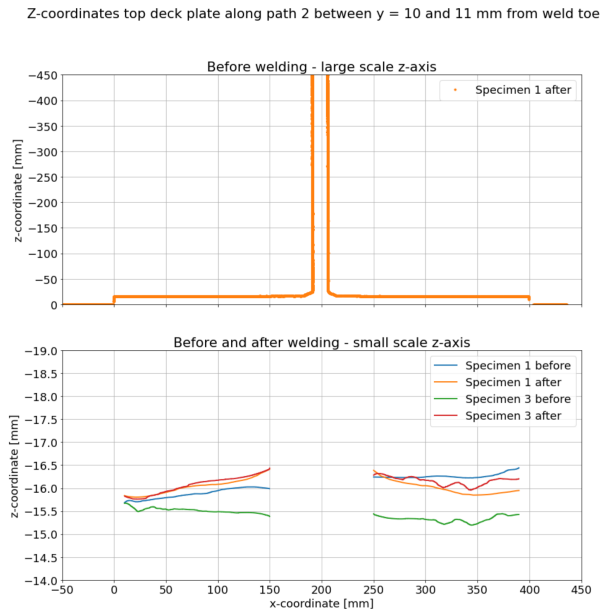 Z-coordinates top deck plate along path 2 between y = 10 and 11 mm from weld toe
Before welding - large scale z-axis
−450
−400
−350
−300
−250
−200
−150
−100
−50
0
z-coordinate [mm]
Specimen 1 after
Before and after welding - small scale z-axis
−19.0
−18.5
−18.0
−17.5
−17.0
−16.5
−16.0
−15.5
−15.0
−14.5
−14.0
z-coordinate [mm]
Specimen 1 before
Specimen 1 after
Specimen 3 before
Specimen 3 after
−50 0 50 100 150 200 250 300 350 400 450
x-coordinate [mm]